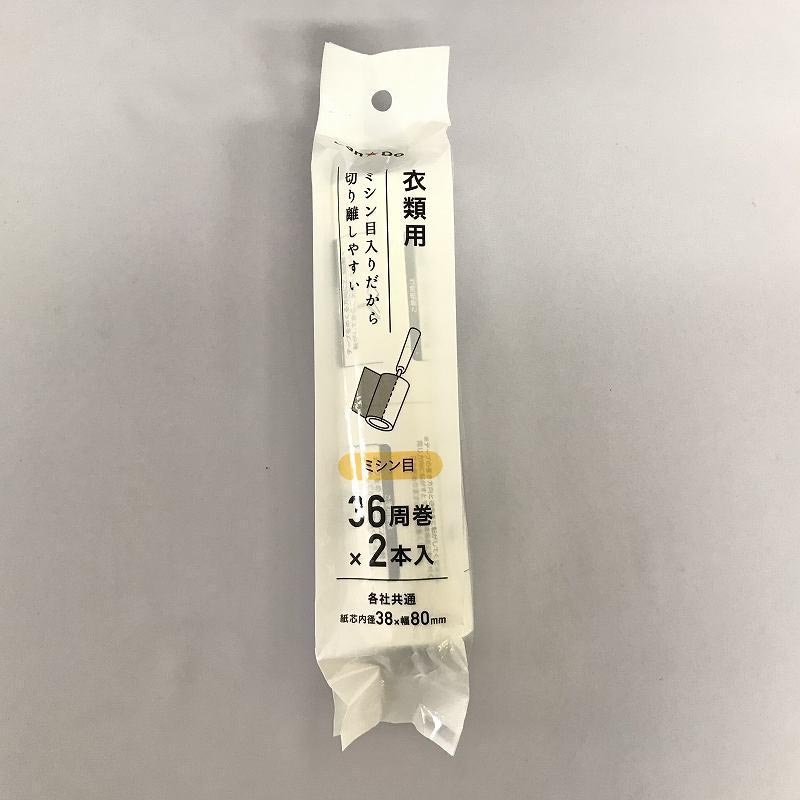 Can★Do
衣類用
ミシン目入りだから
切り離しやすい
ミシン目
36周巻
×2本入
各社共通
紙芯内径38×幅80mm